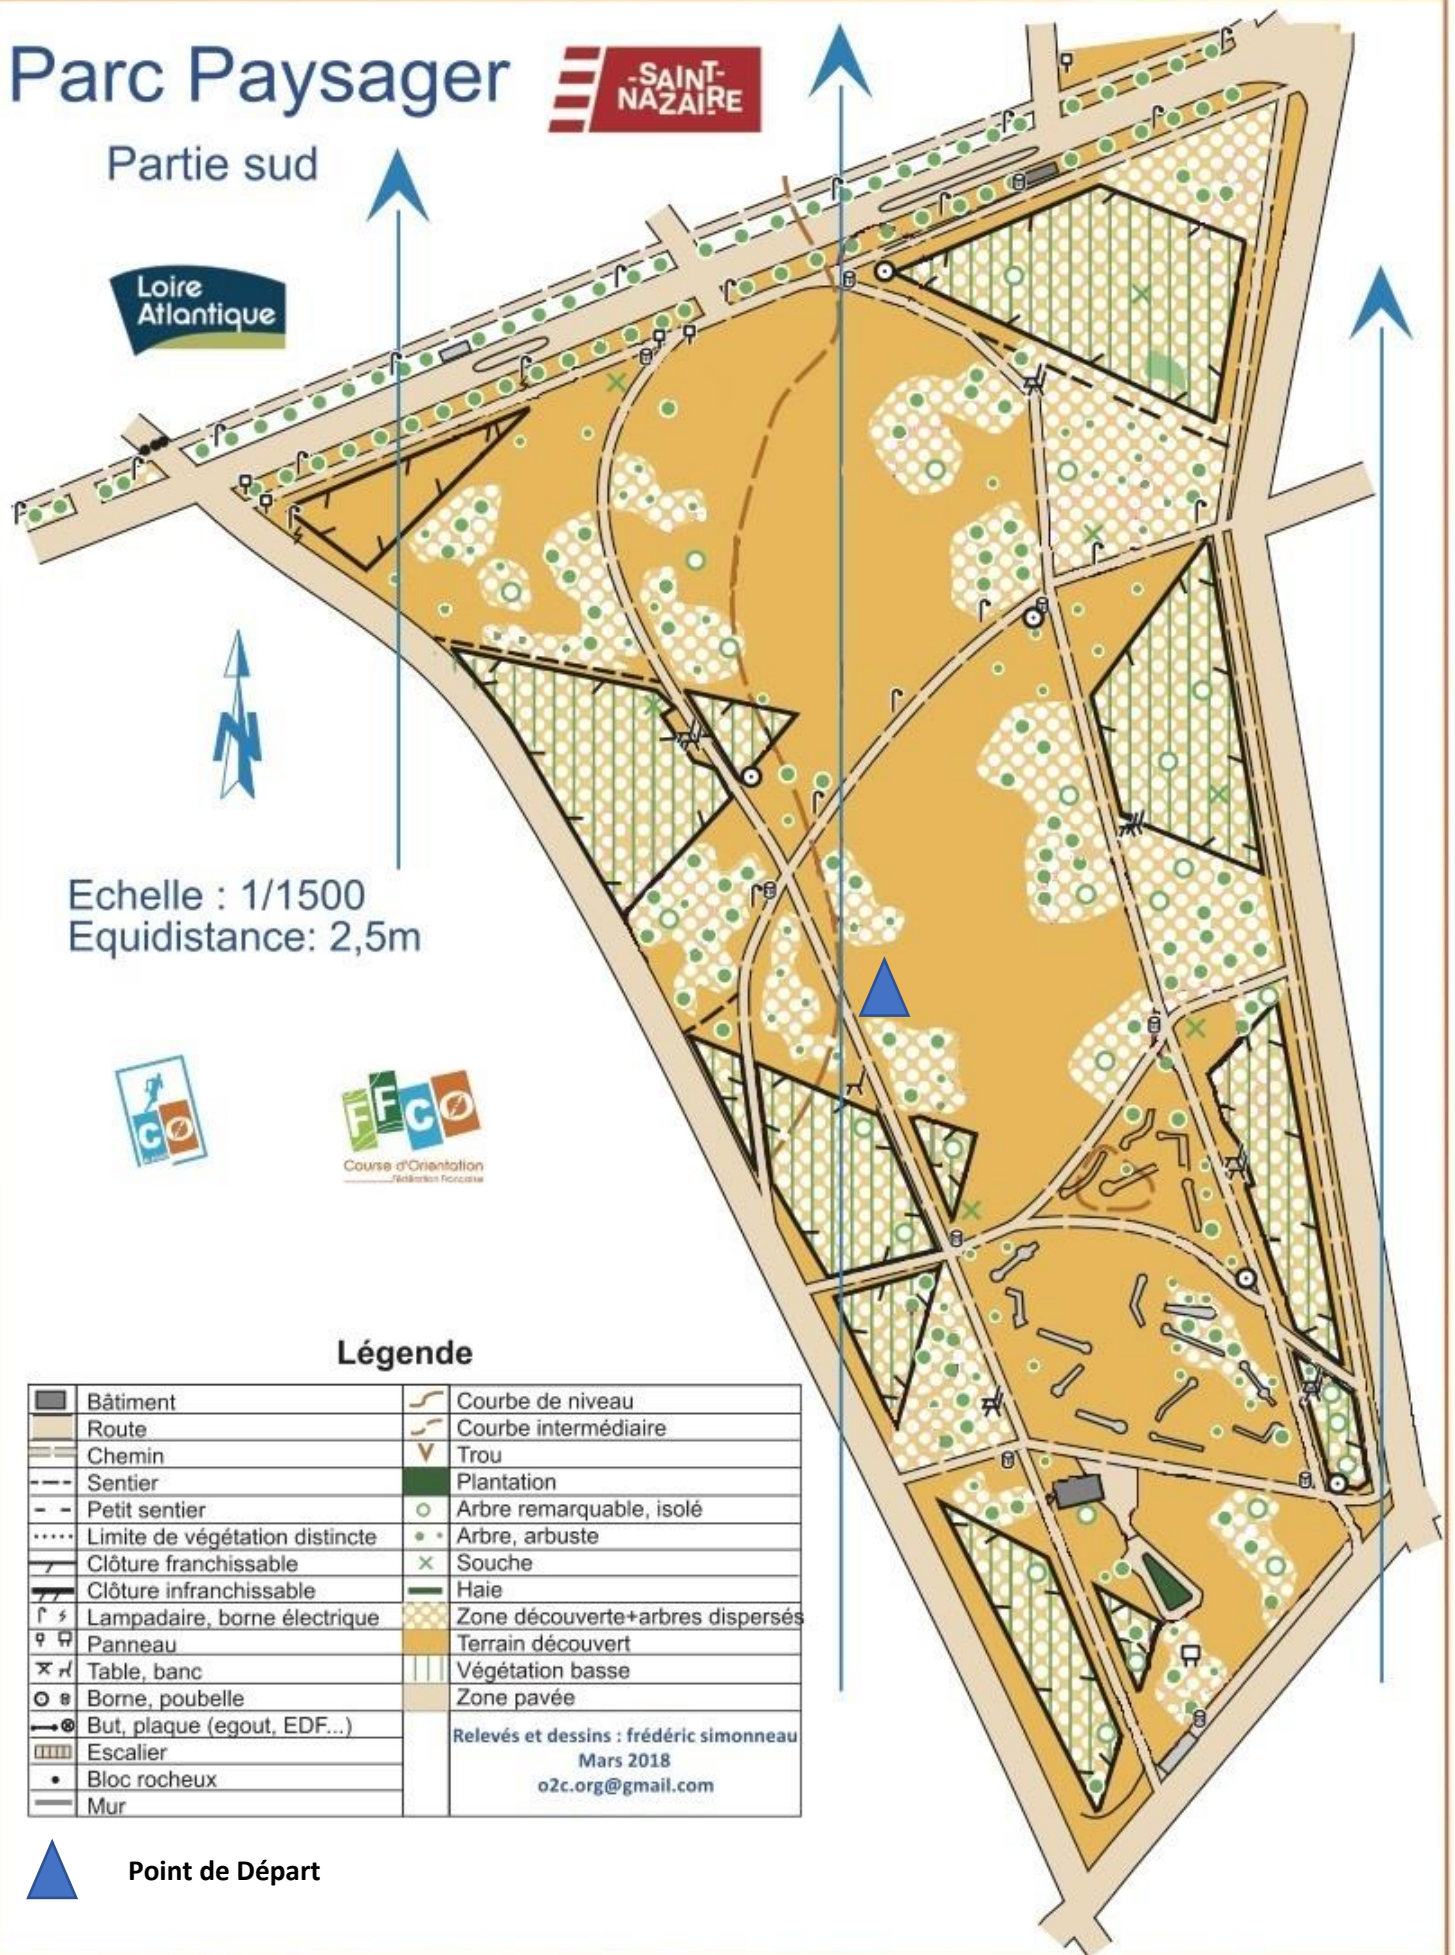 Parc Paysager
-SAINT-
NAZAIRE
Partie sud
Loire
Atlantique
N
Echelle : 1/1500
Equidistance: 2,5m
CO
FFCO
Course d'Orientation
Fédération Française
Légende
Bâtiment
Route
Chemin
Sentier
Petit sentier
Limite de végétation distincte
Clôture franchissable
Clôture infranchissable
Lampadaire, borne électrique
Panneau
Table, banc
Borne, poubelle
But, plaque (egout, EDF...)
Escalier
Bloc rocheux
Mur
Courbe de niveau
Courbe intermédiaire
Trou
Plantation
Arbre remarquable, isolé
Arbre, arbuste
Souche
Haie
Zone découverte+arbres dispersés
Terrain découvert
Végétation basse
Zone pavée
Relevés et dessins : frédéric simonneau
Mars 2018
o2c.org@gmail.com
Point de Départ